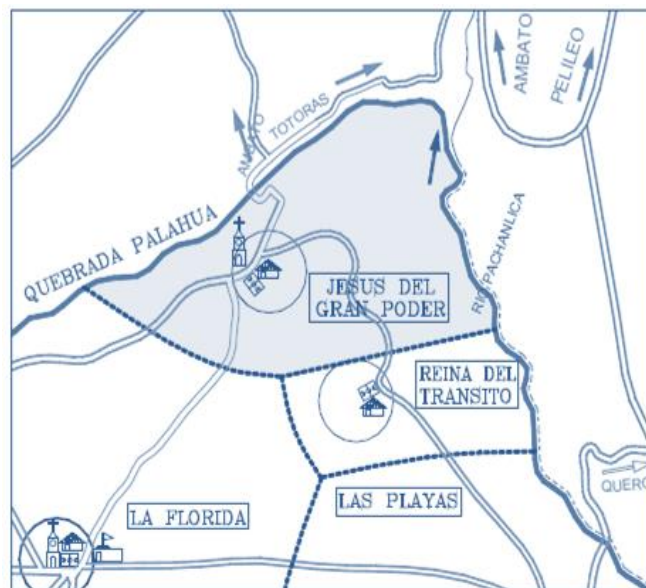 AMBATO
PELILEO
AMBATO
TOTORAS
QUEBRADA PALAHUA
RIO PACHANLICA
JESUS DEL
GRAN PODER
REINA DEL
TRANSITO
LAS PLAYAS
LA FLORIDA
QUERO